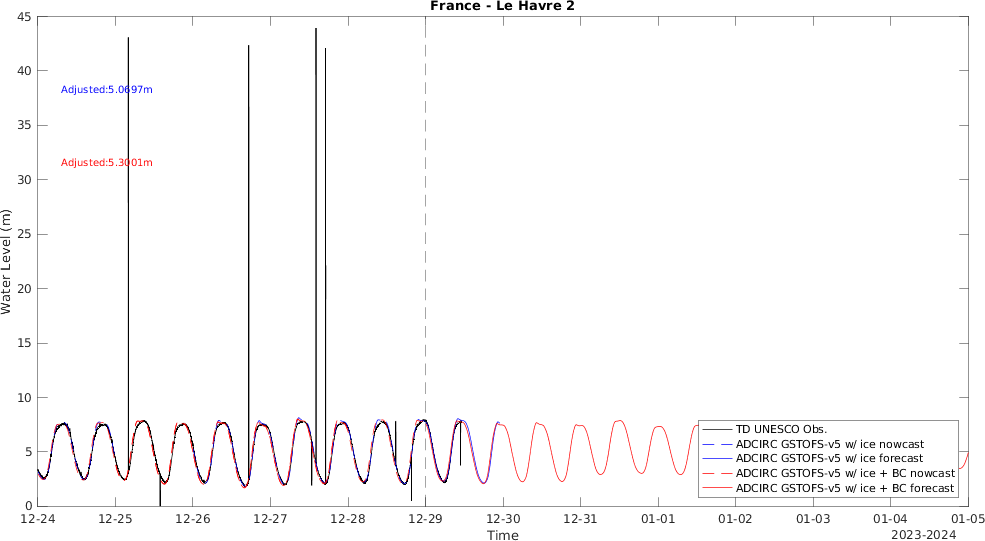 France - Le Havre 2
45
40
35
30
25
20
15
10
5
0
Water Level (m)
Adjusted:5.0697m
Adjusted:5.3001m
TD UNESCO Obs.
ADCIRC GSTOFS-v5 w/ ice nowcast
ADCIRC GSTOFS-v5 w/ ice forecast
ADCIRC GSTOFS-v5 w/ ice + BC nowcast
ADCIRC GSTOFS-v5 w/ ice + BC forecast
12-24 12-25 12-26 12-27 12-28 12-29 12-30 12-31 01-01 01-02 01-03 01-04 01-05
Time
2023-2024